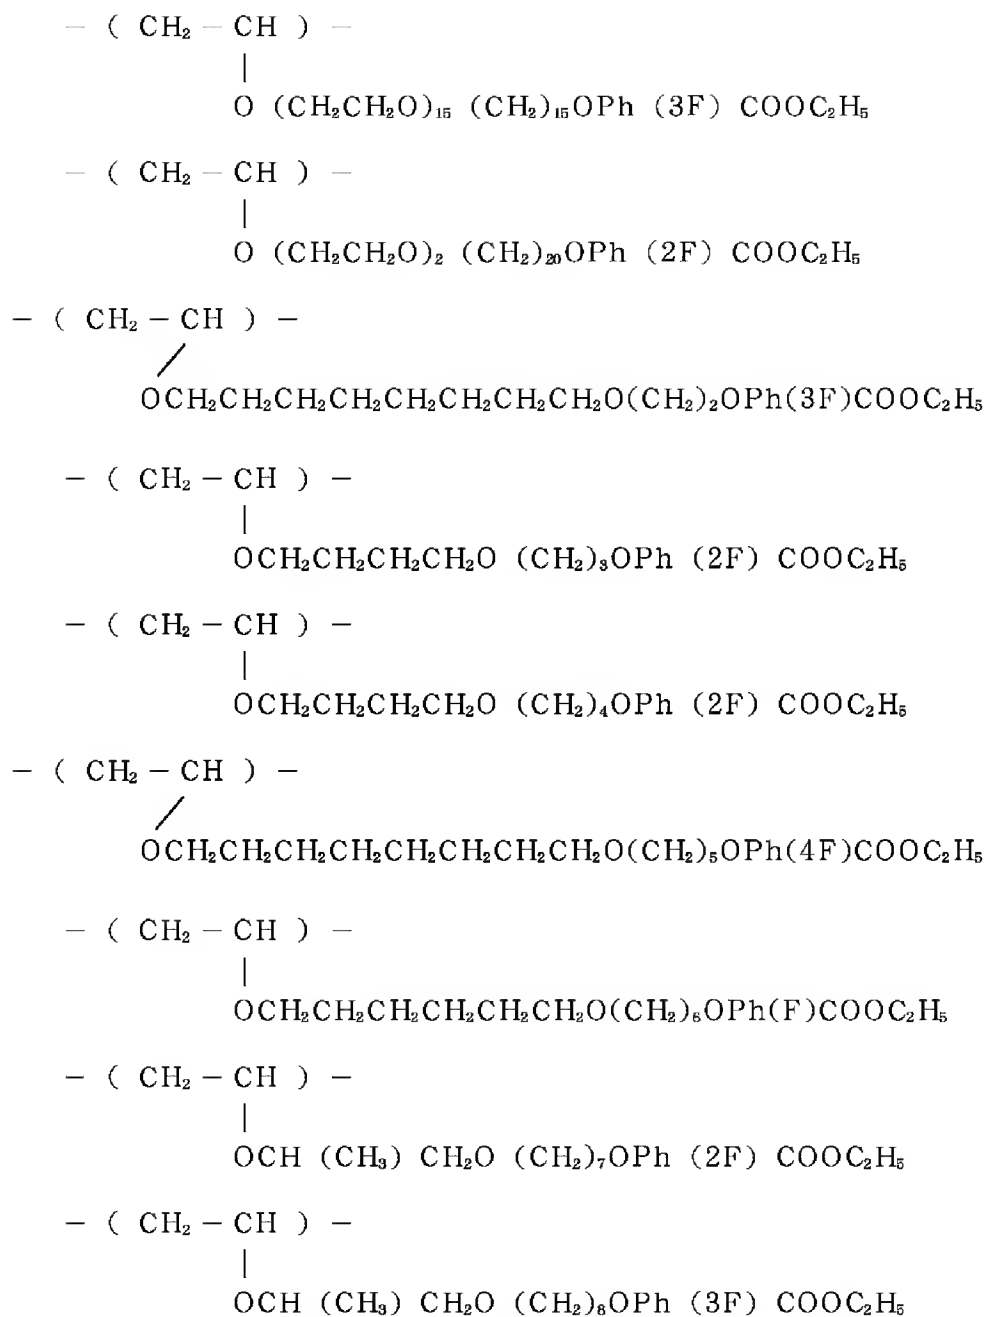 − ( CH₂ − CH ) −
|
O (CH₂CH₂O)₁₅ (CH₂)₁₅OPh (3F) COOC₂H₅
− ( CH₂ − CH ) −
|
O (CH₂CH₂O)₂ (CH₂)₂₀OPh (2F) COOC₂H₅
− ( CH₂ − CH ) −
/
OCH₂CH₂CH₂CH₂CH₂CH₂CH₂CH₂O(CH₂)₂OPh(3F)COOC₂H₅
− ( CH₂ − CH ) −
|
OCH₂CH₂CH₂CH₂O (CH₂)₃OPh (2F) COOC₂H₅
− ( CH₂ − CH ) −
|
OCH₂CH₂CH₂CH₂O (CH₂)₄OPh (2F) COOC₂H₅
− ( CH₂ − CH ) −
/
OCH₂CH₂CH₂CH₂CH₂CH₂CH₂CH₂O(CH₂)₅OPh(4F)COOC₂H₅
− ( CH₂ − CH ) −
|
OCH₂CH₂CH₂CH₂CH₂CH₂O(CH₂)₆OPh(F)COOC₂H₅
− ( CH₂ − CH ) −
|
OCH (CH₃) CH₂O (CH₂)₇OPh (2F) COOC₂H₅
− ( CH₂ − CH ) −
|
OCH (CH₃) CH₂O (CH₂)₈OPh (3F) COOC₂H₅